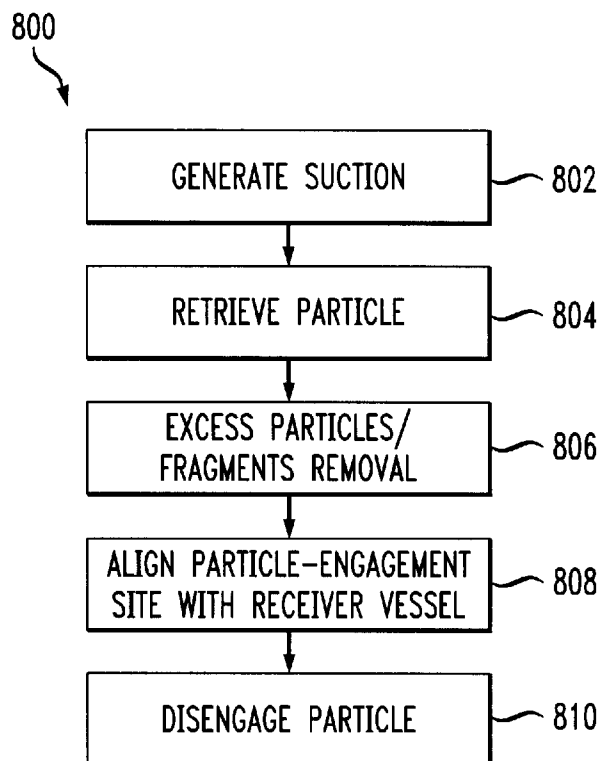 800
GENERATE SUCTION
802
RETRIEVE PARTICLE
804
EXCESS PARTICLES/
FRAGMENTS REMOVAL
806
ALIGN PARTICLE-ENGAGEMENT
SITE WITH RECEIVER VESSEL
808
DISENGAGE PARTICLE
810